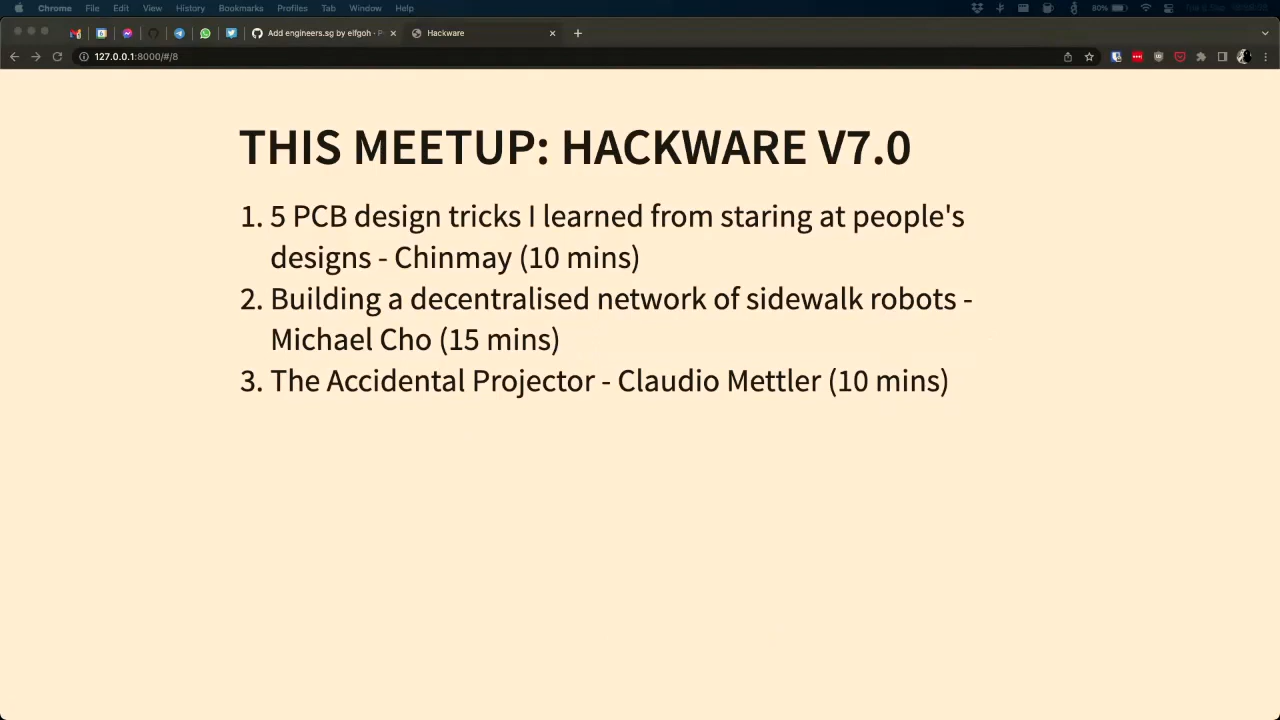 Chrome File Edit View History Bookmarks Profiles Tab Window Help
80%
Add engineers.sg by elfgoh - P
Hackware
127.0.0.1:8000/#/8
THIS MEETUP: HACKWARE V7.0
1. 5 PCB design tricks I learned from staring at people's
designs - Chinmay (10 mins)
2. Building a decentralised network of sidewalk robots -
Michael Cho (15 mins)
3. The Accidental Projector - Claudio Mettler (10 mins)